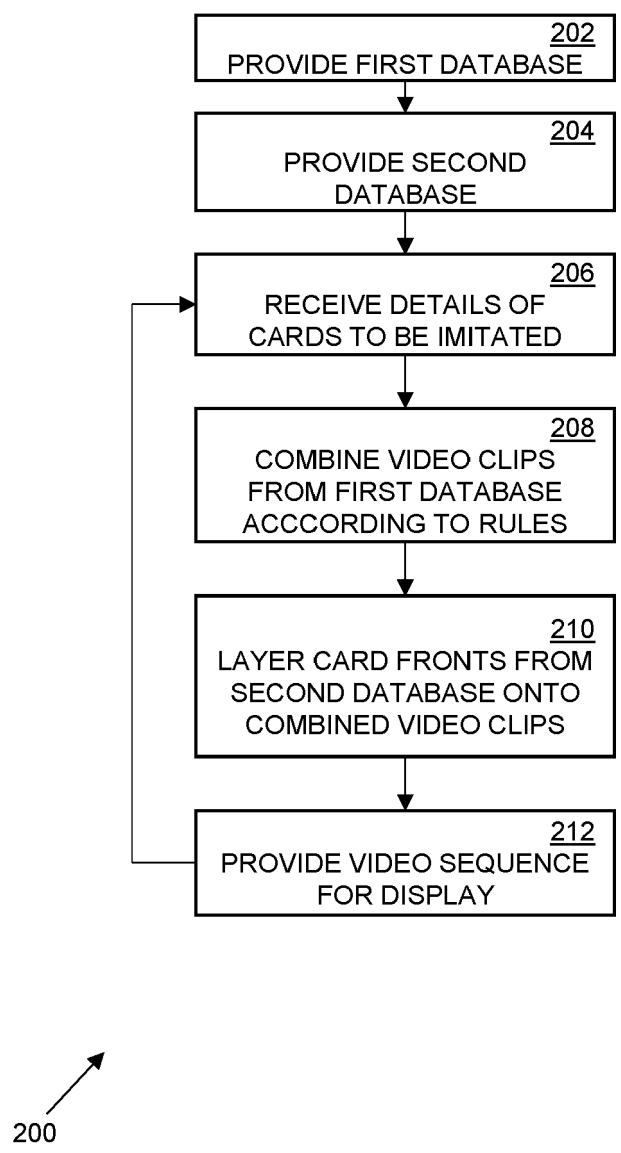 202
PROVIDE FIRST DATABASE
204
PROVIDE SECOND
DATABASE
206
RECEIVE DETAILS OF
CARDS TO BE IMITATED
208
COMBINE VIDEO CLIPS
FROM FIRST DATABASE
ACCCORDING TO RULES
210
LAYER CARD FRONTS FROM
SECOND DATABASE ONTO
COMBINED VIDEO CLIPS
212
PROVIDE VIDEO SEQUENCE
FOR DISPLAY
200